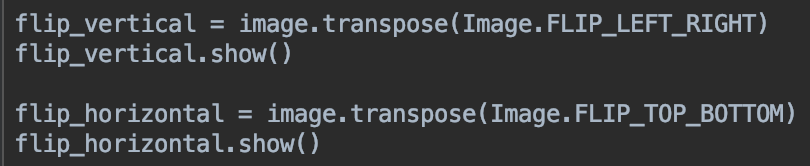 flip_vertical = image.transpose(Image.FLIP_LEFT_RIGHT)
flip_vertical.show()
flip_horizontal = image.transpose(Image.FLIP_TOP_BOTTOM)
flip_horizontal.show()